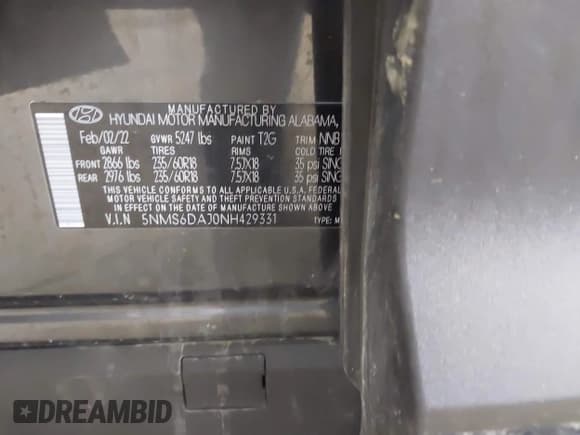 MANUFACTURED BY
HYUNDAI MOTOR MANUFACTURING ALABAMA,
Feb/02/22 GVWR 5247 lbs PAINT T2G TRIM NNB
GAWR TIRES RIMS COLD TIRE
FRONT 2866 lbs 235/60R18 7.57X18 35 psi SING
REAR 2976 lbs 235/60R18 7.57X18 35 psi SING
THIS VEHICLE CONFORMS TO ALL APPLICABLE U.S.A. FEDERAL
MOTOR VEHICLE SAFETY AND THEFT PREVENTION STANDARDS
IN EFFECT ON THE DATE OF MANUFACTURE SHOWN ABOVE.
V.I.N 5NMS6DAJ0NH429331 TYPE: M
DREAMBID